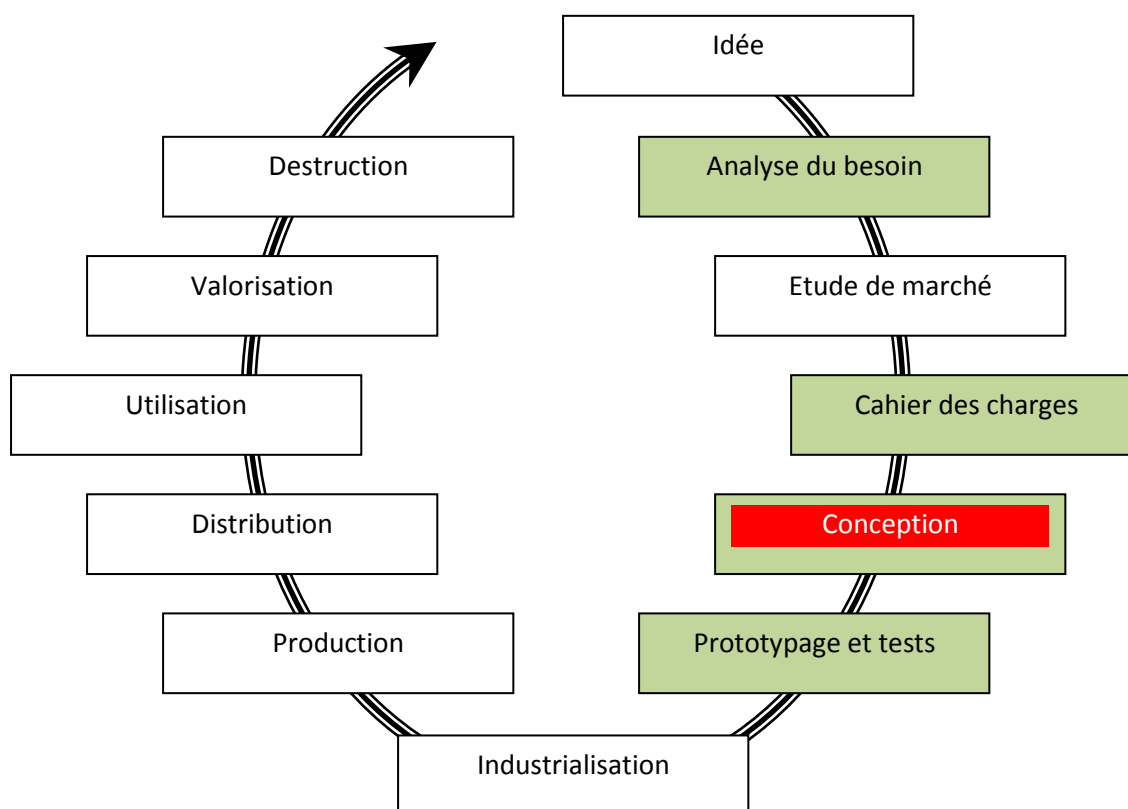 Idée
Analyse du besoin
Etude de marché
Cahier des charges
Conception
Prototypage et tests
Industrialisation
Production
Distribution
Utilisation
Valorisation
Destruction